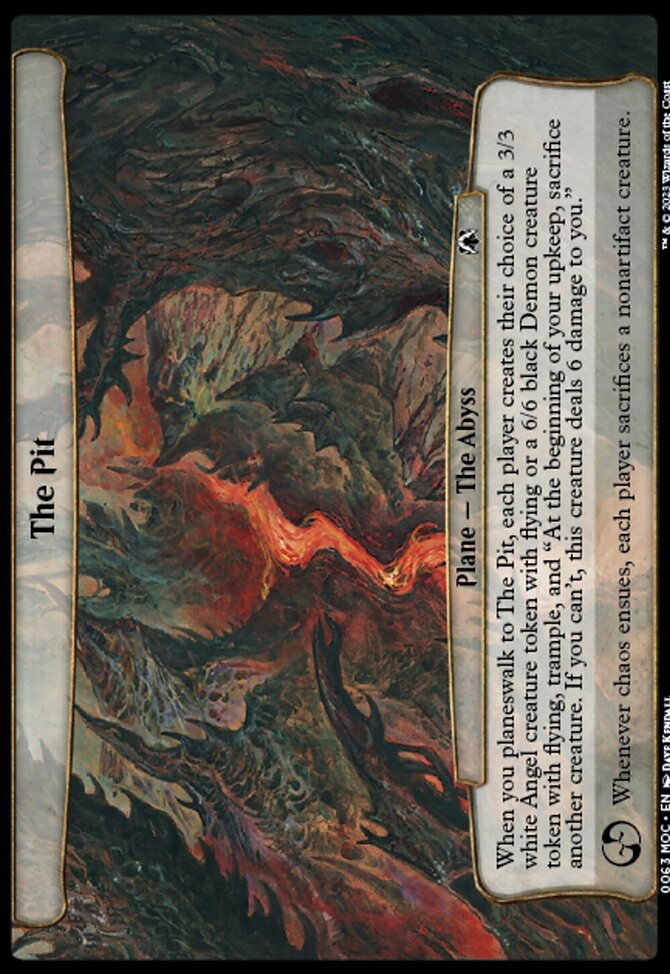 The Pit
Plane — The Abyss
When you planeswalk to The Pit, each player creates their choice of a 3/3
white Angel creature token with flying or a 6/6 black Demon creature
token with flying, trample, and “At the beginning of your upkeep, sacrifice
another creature. If you can’t, this creature deals 6 damage to you.”
Whenever chaos ensues, each player sacrifices a nonartifact creature.
0063 MOC • EN Dave Kendall
™ & © 2023 Wizards of the Coast